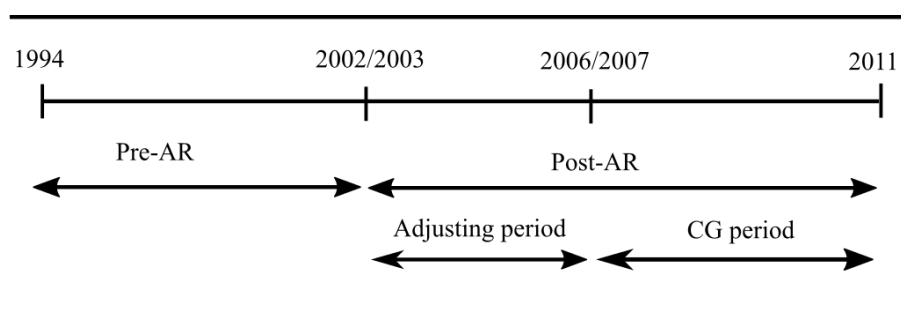 1994 2002/2003 2006/2007 2011
Pre-AR Post-AR
Adjusting period CG period